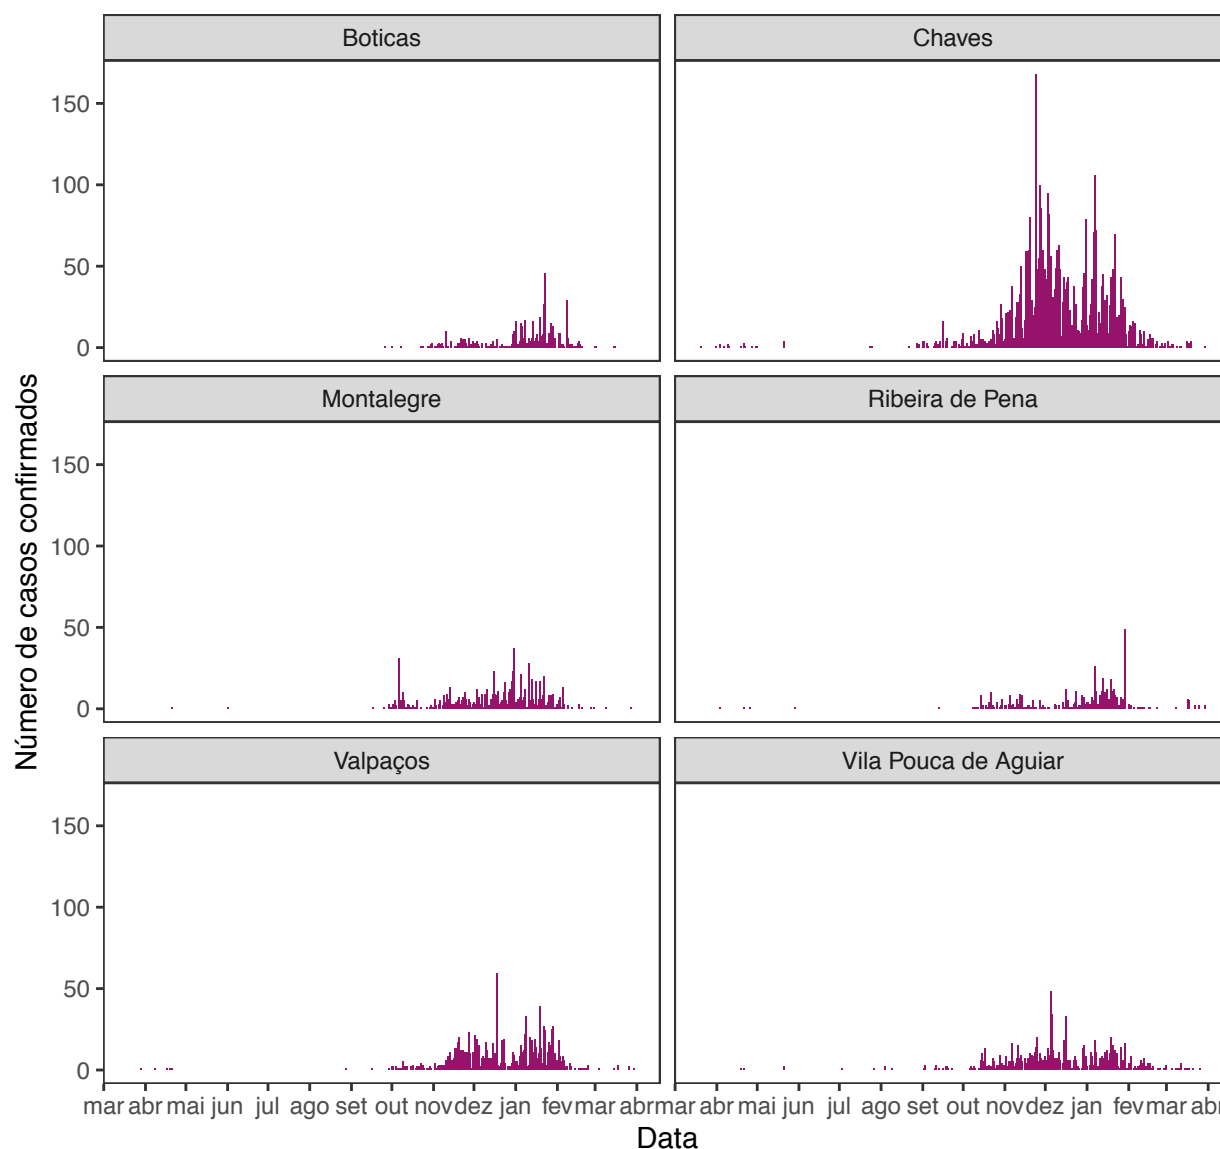 Boticas
Chaves
150
100
50
0
Montalegre
Ribeira de Pena
150
100
50
0
Valpaços
Vila Pouca de Aguiar
150
100
50
0
mar abr mai jun jul ago set out nov dez jan fev mar abr
mar abr mai jun jul ago set out nov dez jan fev mar abr
Data
Número de casos confirmados